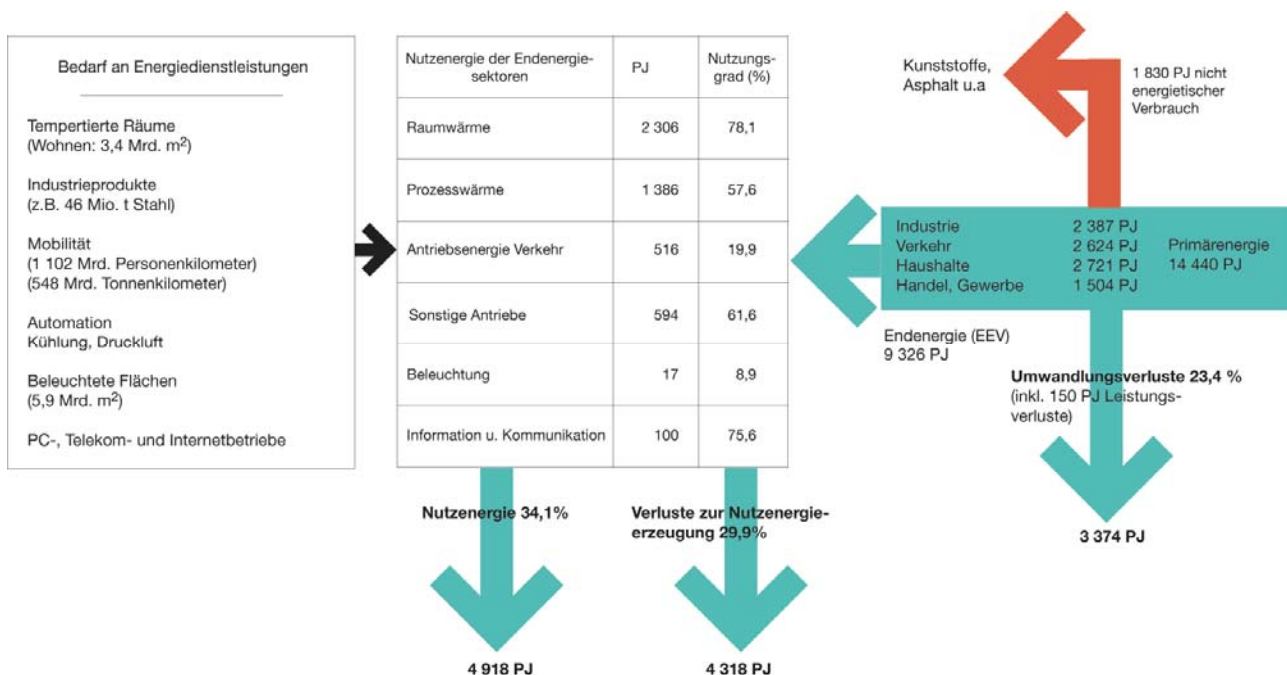 Bedarf an Energiedienstleistungen
Tempertierte Räume
(Wohnen: 3,4 Mrd. m²)
Industrieprodukte
(z.B. 46 Mio. t Stahl)
Mobilität
(1 102 Mrd. Personenkilometer)
(548 Mrd. Tonnenkilometer)
Automation
Kühlung, Druckluft
Beleuchtete Flächen
(5,9 Mrd. m²)
PC-, Telekom- und Internetbetriebe
Nutzenergie der Endenergie-
sektoren
PJ
Nutzungs-
grad (%)
Raumwärme 2 306 78,1
Prozesswärme 1 386 57,6
Antriebsenergie Verkehr 516 19,9
Sonstige Antriebe 594 61,6
Beleuchtung 17 8,9
Information u. Kommunikation 100 75,6
Nutzenergie 34,1%
4 918 PJ
Verluste zur Nutzenergie-
erzeugung 29,9%
4 318 PJ
Kunststoffe,
Asphalt u.a
1 830 PJ nicht
energietischer
Verbrauch
Industrie 2 387 PJ
Verkehr 2 624 PJ
Haushalte 2 721 PJ
Handel, Gewerbe 1 504 PJ
Primärenergie
14 440 PJ
Endenergie (EEV)
9 326 PJ
Umwandlungsverluste 23,4 %
(inkl. 150 PJ Leistungs-
verluste)
3 374 PJ